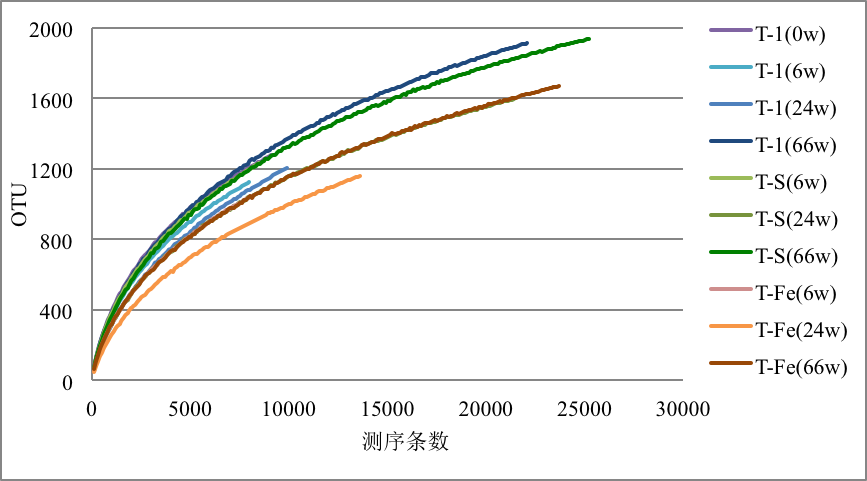 2000
1600
1200
800
400
0
OTU
0 5000 10000 15000 20000 25000 30000
测序条数
T-1(0w)
T-1(6w)
T-1(24w)
T-1(66w)
T-S(6w)
T-S(24w)
T-S(66w)
T-Fe(6w)
T-Fe(24w)
T-Fe(66w)